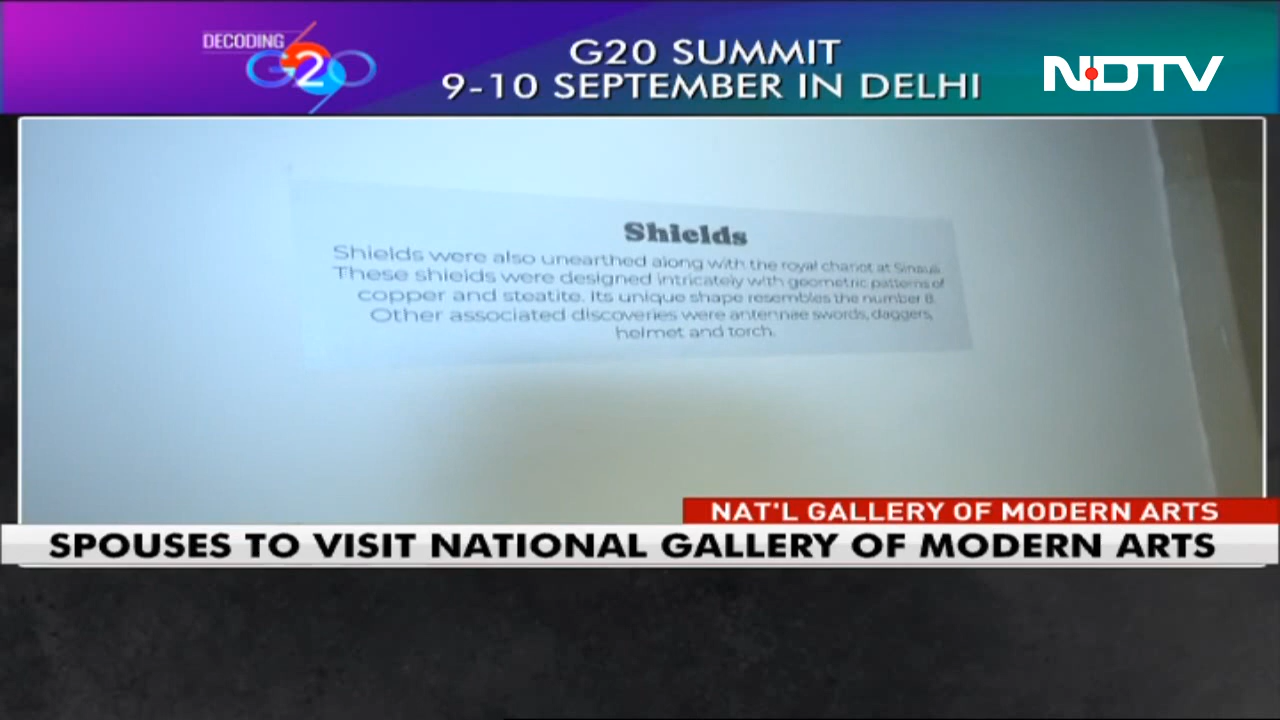 DECODING
G20
G20 SUMMIT
9-10 SEPTEMBER IN DELHI
NDTV
Shields
Shields were also unearthed along with the royal chariot at Sinauli.
These shields were designed intricately with geometric patterns of
copper and steatite. Its unique shape resembles the number 8.
Other associated discoveries were antennae swords, daggers,
helmet and torch.
NAT'L GALLERY OF MODERN ARTS
SPOUSES TO VISIT NATIONAL GALLERY OF MODERN ARTS